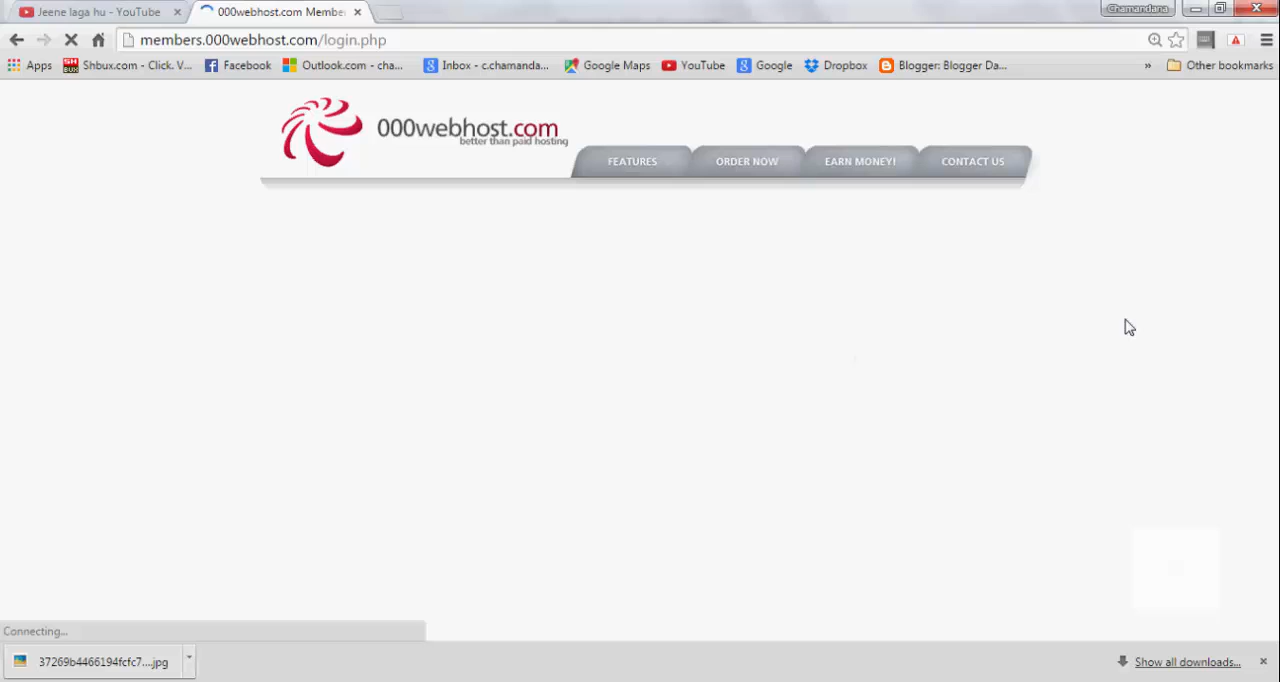 Jeene laga hu - YouTube
000webhost.com Membe
Chamandana
members.000webhost.com/login.php
Apps
Shbux.com - Click. V...
Facebook
Outlook.com - cha...
Inbox - c.chamanda...
Google Maps
YouTube
Google
Dropbox
Blogger: Blogger Da...
»
Other bookmarks
000webhost.com
better than paid hosting
FEATURES
ORDER NOW
EARN MONEY!
CONTACT US
Connecting...
37269b4466194fcfc7....jpg
Show all downloads...